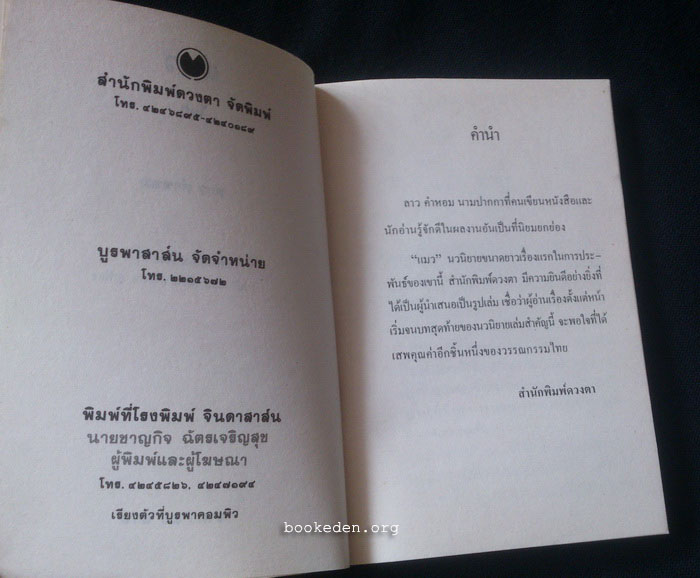 สำนักพิมพ์ดวงตา จัดพิมพ์
โทร. ๔๒๔๖๘๙๕-๔๒๔๐๑๘๙
บูรพาสาส์น จัดจำหน่าย
โทร. ๒๒๑๕๖๘๒
พิมพ์ที่โรงพิมพ์ จินดาสาส์น
นายชาญกิจ ฉัตรเจริญสุข
ผู้พิมพ์และผู้โฆษณา
โทร. ๔๒๔๕๘๒๖, ๔๒๔๗๑๙๔
เรียงตัวที่บูรพาคอมพิว
คำนำ
ลาว คำหอม นามปากกาที่คนเขียนหนังสือและ
นักอ่านรู้จักดีในผลงานอันเป็นที่นิยมยกย่อง
“แมว” นวนิยายขนาดยาวเรื่องแรกในการประ-
พันธ์ของเขานี้ สำนักพิมพ์ดวงตา มีความยินดีอย่างยิ่งที่
ได้เป็นผู้นำเสนอเป็นรูปเล่ม เชื่อว่าผู้อ่านเรื่องตั้งแต่หน้า
เริ่มจนบทสุดท้ายของนวนิยายเล่มสำคัญนี้ จะพอใจที่ได้
เสพคุณค่าอีกชิ้นหนึ่งของวรรณกรรมไทย
สำนักพิมพ์ดวงตา
bookeden.org